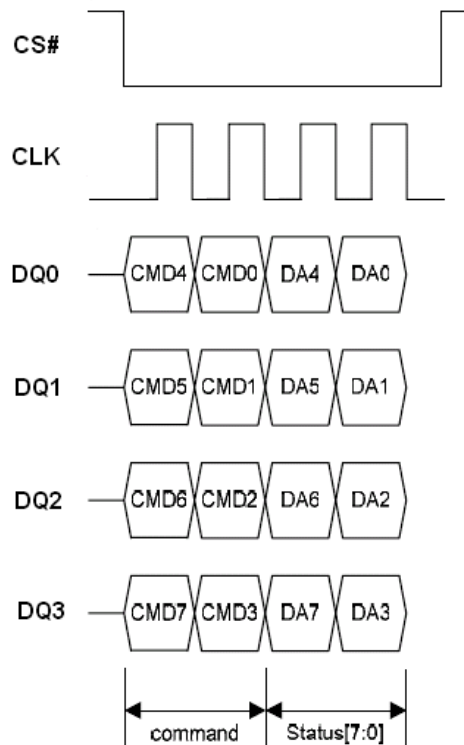 CS#
CLK
DQ0 CMD4 CMD0 DA4 DA0
DQ1 CMD5 CMD1 DA5 DA1
DQ2 CMD6 CMD2 DA6 DA2
DQ3 CMD7 CMD3 DA7 DA3
command Status[7:0]